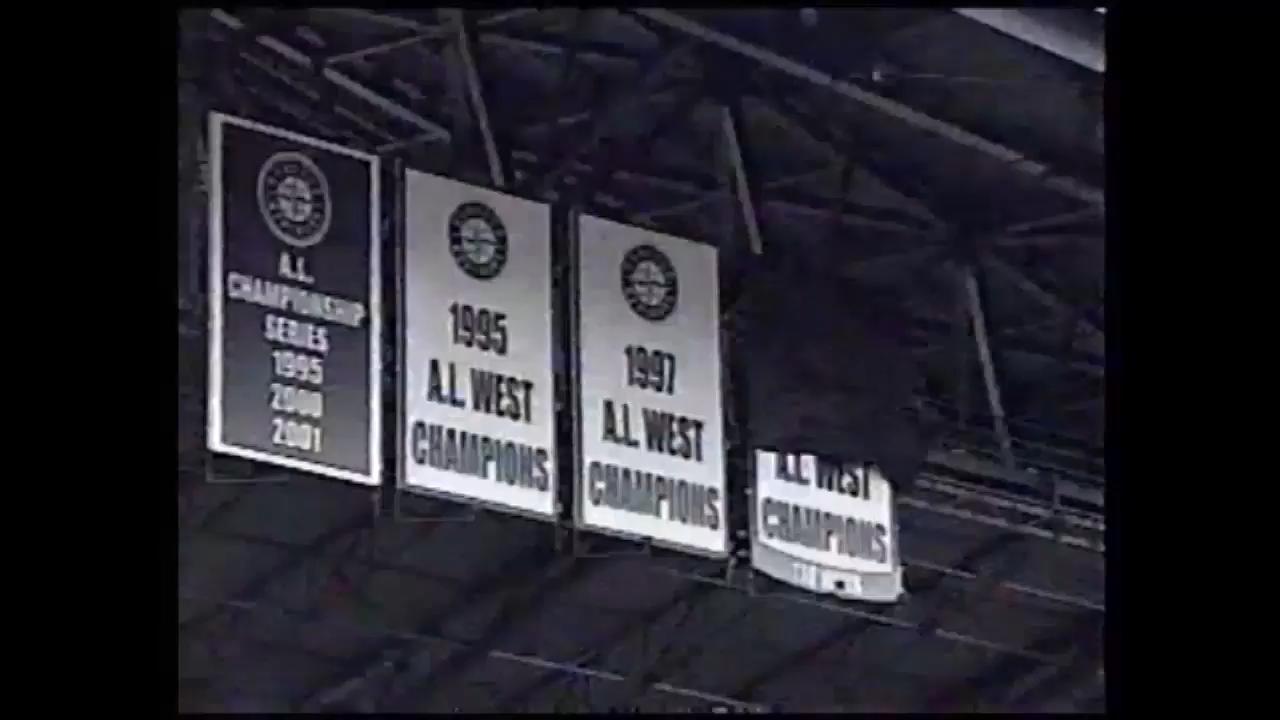 A.L.
CHAMPIONSHIP
SERIES
1995
2000
2001
1995
A.L. WEST
CHAMPIONS
1997
A.L. WEST
CHAMPIONS
A.L. WEST
CHAMPIONS